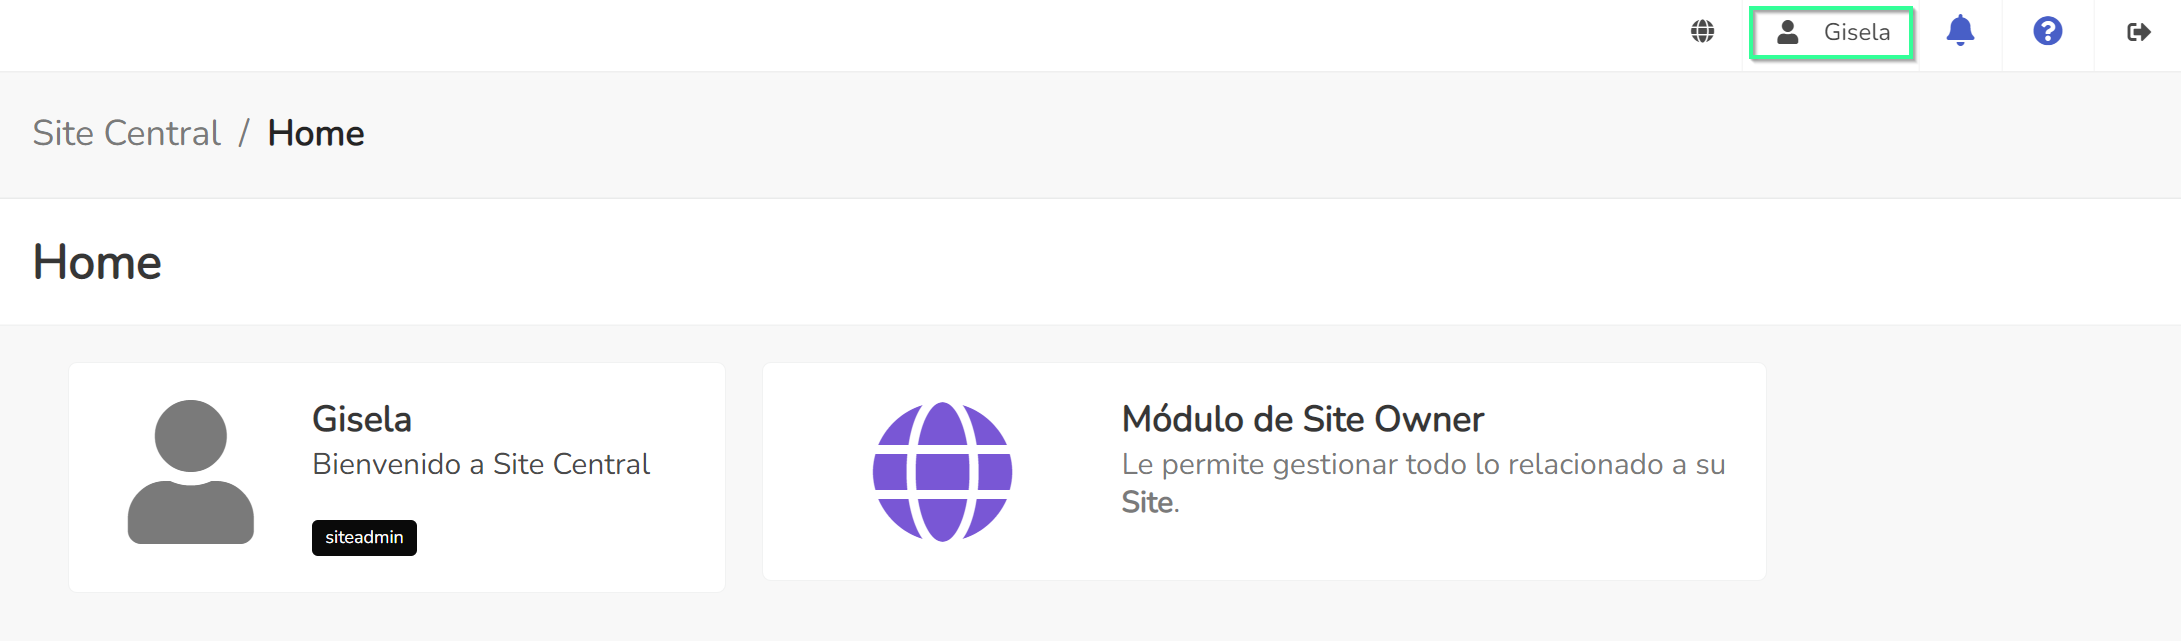 Gisela
Site Central / Home
Home
Gisela
Bienvenido a Site Central
siteadmin
Módulo de Site Owner
Le permite gestionar todo lo relacionado a su
Site.